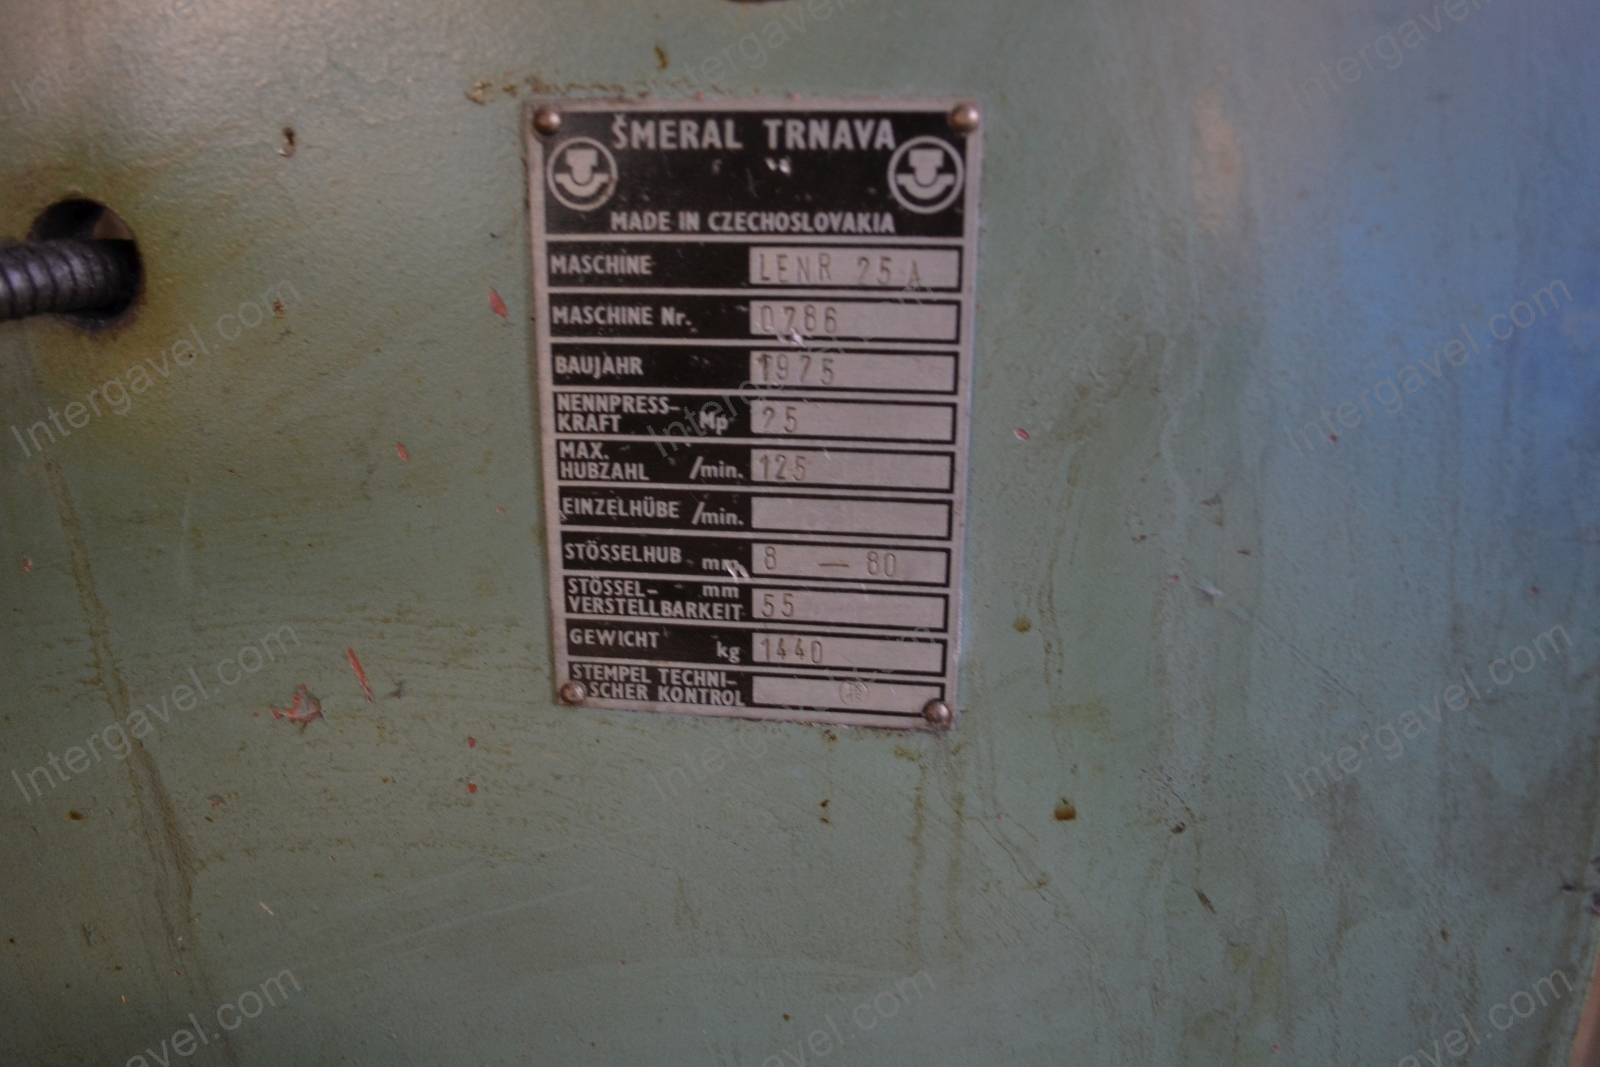 ŠMERAL TRNAVA
MADE IN CZECHOSLOVAKIA
MASCHINE LENR 25 A
MASCHINE Nr. 0786
BAUJAHR 1975
NENNPRESS-
KRAFT Mp 25
MAX.
HUBZAHL /min. 125
EINZELHÜBE /min.
STÖSSELHUB mm 8 — 80
STÖSSEL- mm
VERSTELLBARKEIT 55
GEWICHT kg 1440
STEMPEL TECHNI-
SCHER KONTROL
Intergavel.com